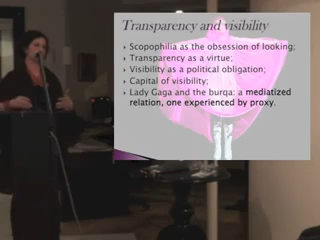 Transparency and visibility
Scopophilia as the obsession of looking;
Transparency as a virtue;
Visibility as a political obligation;
Capital of visibility;
Lady Gaga and the burqa: a mediatized
relation, one experienced by proxy.